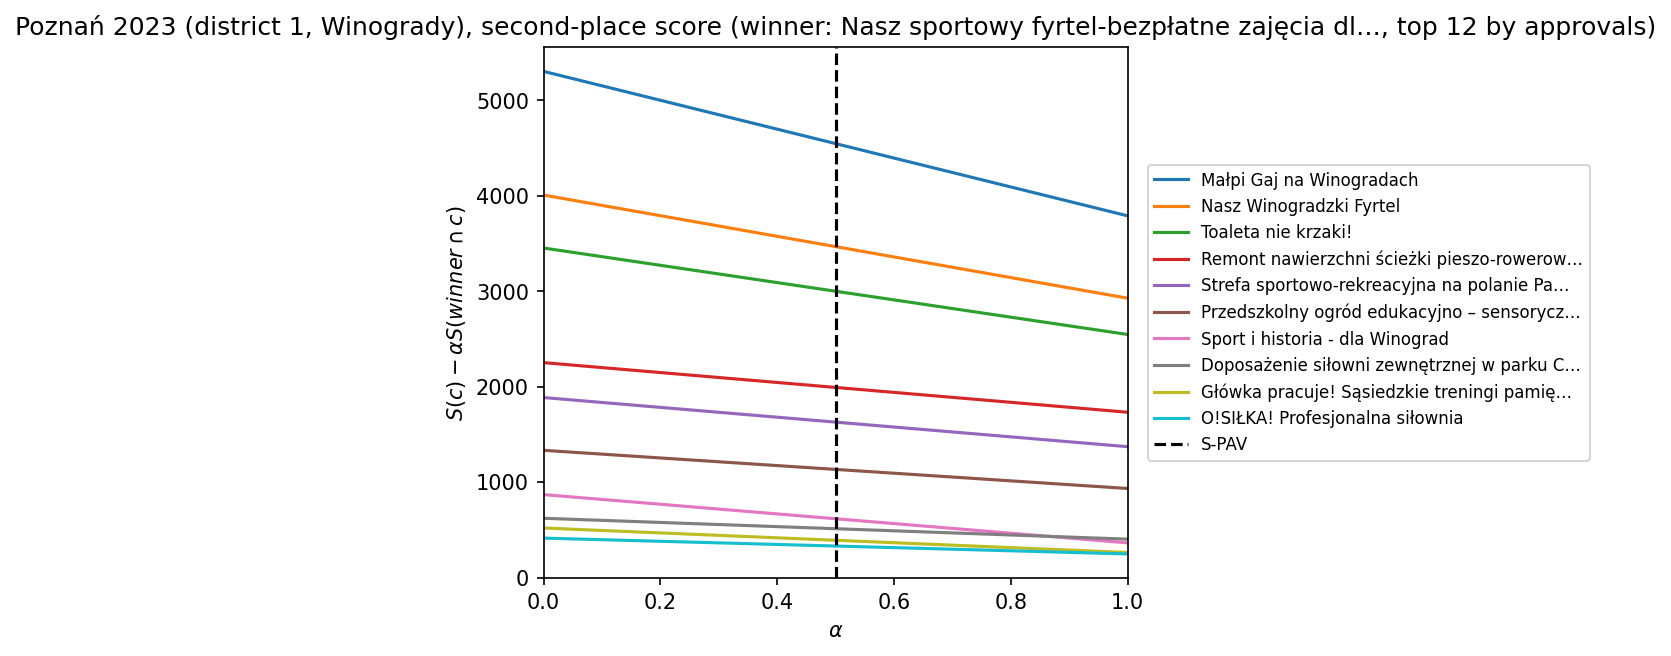 Poznań 2023 (district 1, Winogrady), second-place score (winner: Nasz sportowy fyrtel-bezpłatne zajęcia dl..., top 12 by approvals)
5000
4000
3000
2000
1000
0
S(c) − αS(winner ∩ c)
0.0 0.2 0.4 0.6 0.8 1.0
α
Małpi Gaj na Winogradach
Nasz Winogradzki Fyrtel
Toaleta nie krzaki!
Remont nawierzchni ścieżki pieszo-rowerow...
Strefa sportowo-rekreacyjna na polanie Pa...
Przedszkolny ogród edukacyjno – sensorycz...
Sport i historia - dla Winograd
Doposażenie siłowni zewnętrznej w parku C...
Główka pracuje! Sąsiedzkie treningi pamię...
O!SIŁKA! Profesjonalna siłownia
S-PAV